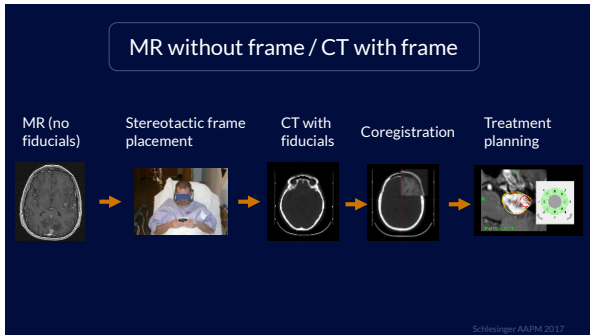 MR without frame / CT with frame
MR (no
fiducials)
Stereotactic frame
placement
CT with
fiducials
Coregistration
Treatment
planning
Schlesinger AAPM 2017